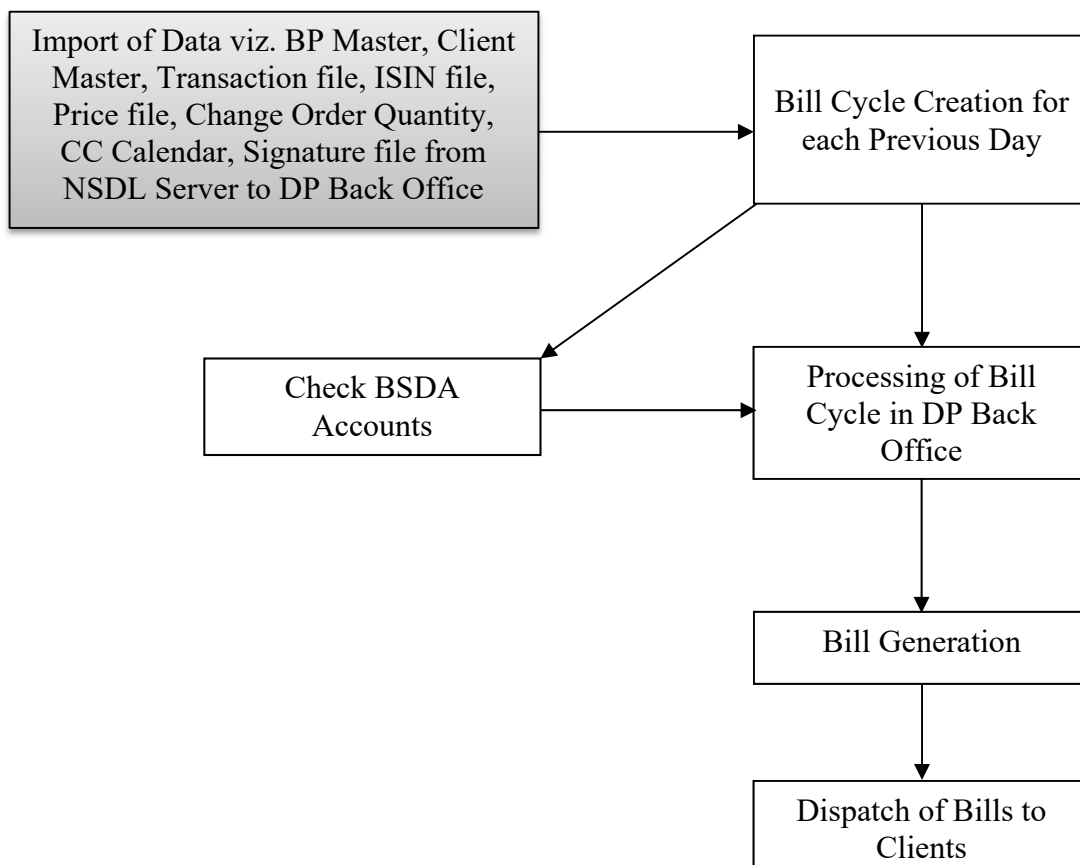 Import of Data viz. BP Master, Client
Master, Transaction file, ISIN file,
Price file, Change Order Quantity,
CC Calendar, Signature file from
NSDL Server to DP Back Office
Bill Cycle Creation for
each Previous Day
Check BSDA
Accounts
Processing of Bill
Cycle in DP Back
Office
Bill Generation
Dispatch of Bills to
Clients